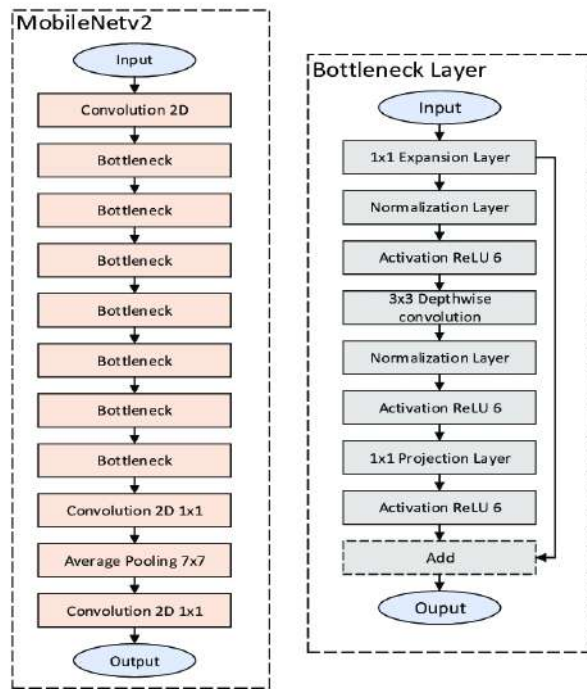 MobileNetv2
Input
Convolution 2D
Bottleneck
Bottleneck
Bottleneck
Bottleneck
Bottleneck
Bottleneck
Bottleneck
Convolution 2D 1x1
Average Pooling 7x7
Convolution 2D 1x1
Output
Bottleneck Layer
Input
1x1 Expansion Layer
Normalization Layer
Activation ReLU 6
3x3 Depthwise
convolution
Normalization Layer
Activation ReLU 6
1x1 Projection Layer
Activation ReLU 6
Add
Ouput